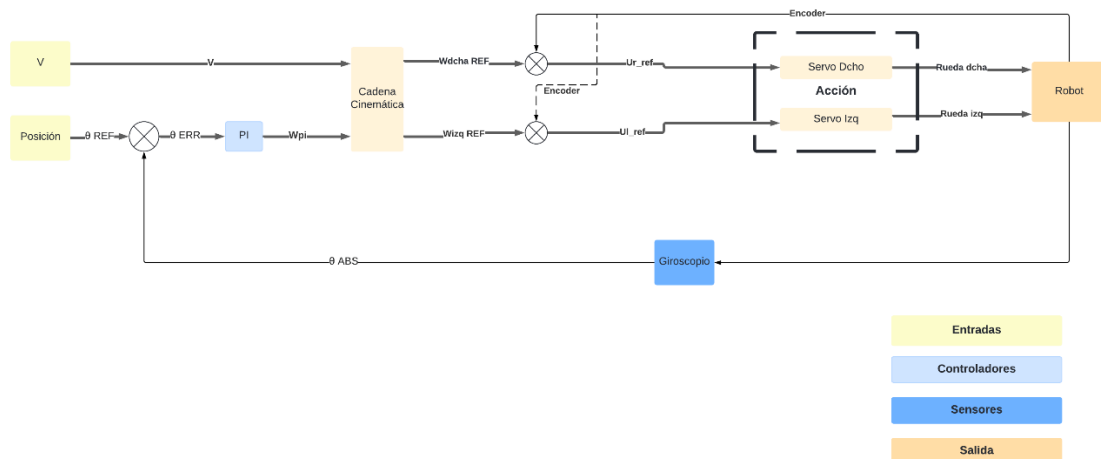 Encoder
V
V
Cadena
Cinemática
Wdcha REF
Ur_ref
Servo Dcho
Acción
Servo Izq
Rueda dcha
Robot
Encoder
Posición
θ REF
θ ERR
PI
Wpi
Wizq REF
Ul_ref
Rueda izq
Giroscopio
θ ABS
Entradas
Controladores
Sensores
Salida